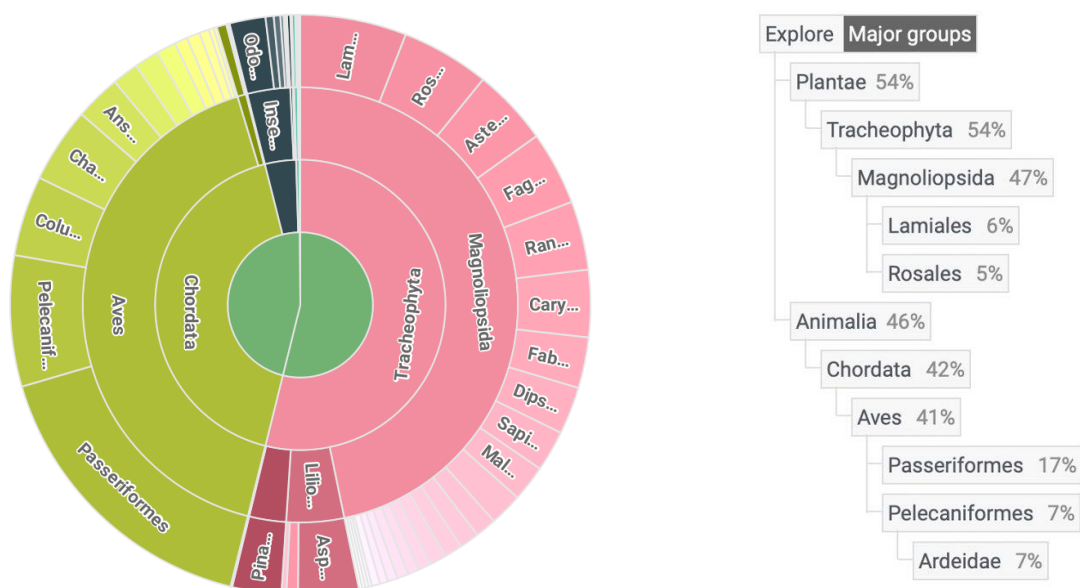 Lam...
Ros...
Aste...
Fag...
Ran...
Cary...
Fab...
Dips...
Sapi...
Mal...
Magnoliopsida
Tracheophyta
Lilio...
Asp...
Pina...
Passeriformes
Pelecanif...
Colu...
Cha...
Ans...
Aves
Chordata
Odo...
Inse...
Explore Major groups
Plantae 54%
Tracheophyta 54%
Magnoliopsida 47%
Lamiales 6%
Rosales 5%
Animalia 46%
Chordata 42%
Aves 41%
Passeriformes 17%
Pelecaniformes 7%
Ardeidae 7%